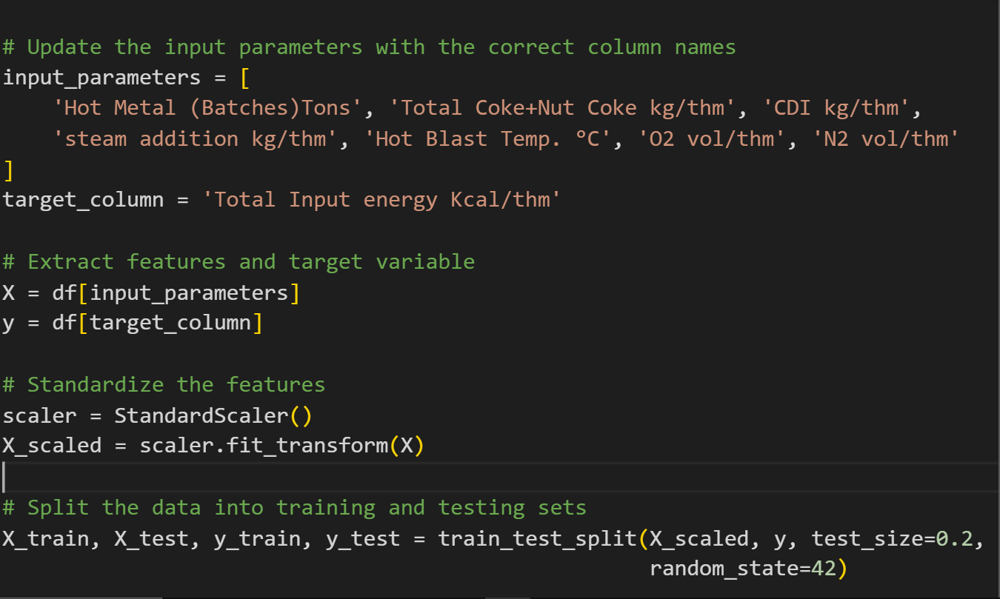 # Update the input parameters with the correct column names
input_parameters = [
    'Hot Metal (Batches)Tons', 'Total Coke+Nut Coke kg/thm', 'CDI kg/thm',
    'steam addition kg/thm', 'Hot Blast Temp. ºC', 'O2 vol/thm', 'N2 vol/thm'
]
target_column = 'Total Input energy Kcal/thm'
# Extract features and target variable
X = df[input_parameters]
y = df[target_column]
# Standardize the features
scaler = StandardScaler()
X_scaled = scaler.fit_transform(X)
# Split the data into training and testing sets
X_train, X_test, y_train, y_test = train_test_split(X_scaled, y, test_size=0.2,
                                                    random_state=42)